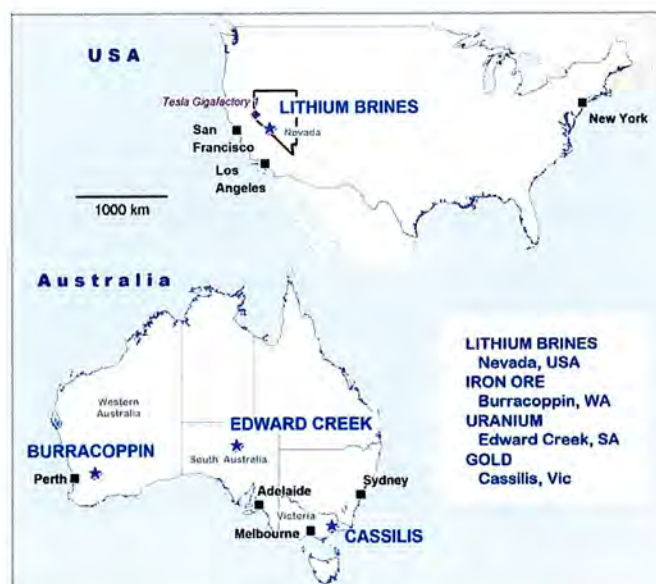 USA
Tesla Gigafactory 1
LITHIUM BRINES
Nevada
San
Francisco
Los
Angeles
New York
1000 km
Australia
Western
Australia
BURRACOPPIN
Perth
EDWARD CREEK
South Australia
Adelaide
Victoria
Melbourne
Sydney
CASSILIS
LITHIUM BRINES
Nevada, USA
IRON ORE
Burracoppin, WA
URANIUM
Edward Creek, SA
GOLD
Cassilis, Vic